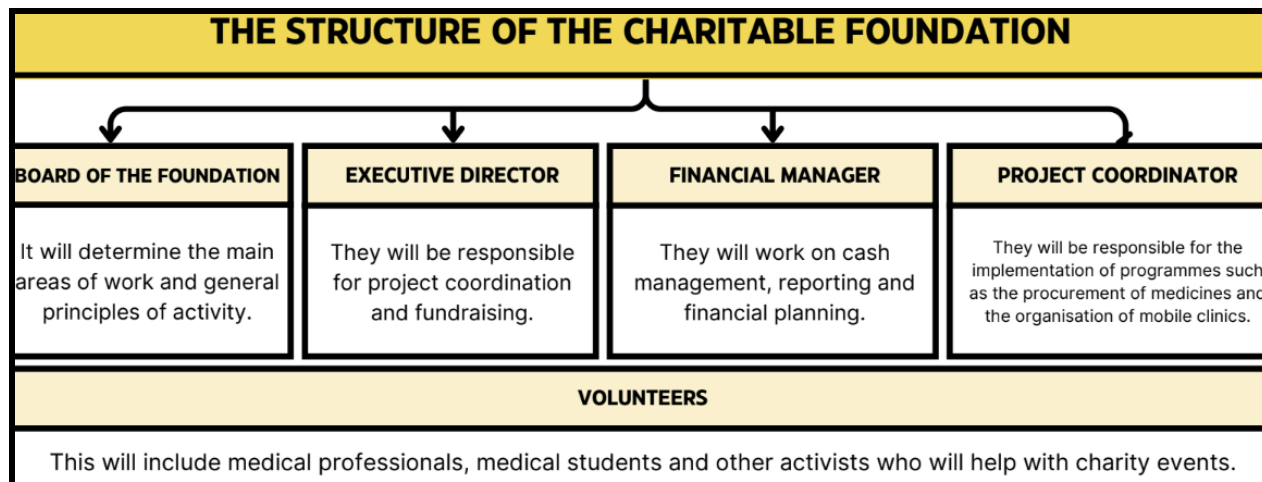 THE STRUCTURE OF THE CHARITABLE FOUNDATION
BOARD OF THE FOUNDATION
It will determine the main
areas of work and general
principles of activity.
EXECUTIVE DIRECTOR
They will be responsible
for project coordination
and fundraising.
FINANCIAL MANAGER
They will work on cash
management, reporting and
financial planning.
PROJECT COORDINATOR
They will be responsible for the
implementation of programmes such
as the procurement of medicines and
the organisation of mobile clinics.
VOLUNTEERS
This will include medical professionals, medical students and other activists who will help with charity events.